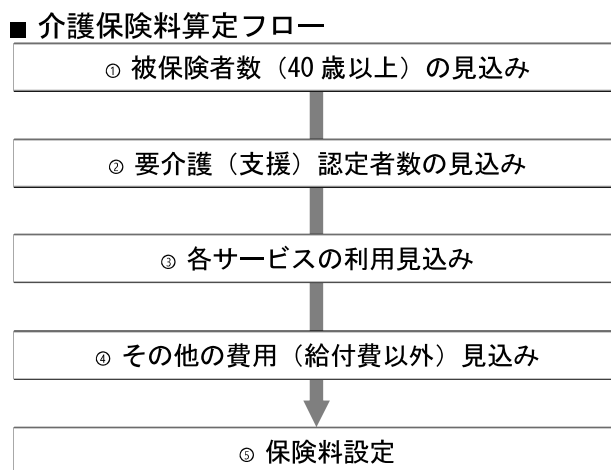 ■ 介護保険料算定フロー
① 被保険者数（40 歳以上）の見込み
② 要介護（支援）認定者数の見込み
③ 各サービスの利用見込み
④ その他の費用（給付費以外）見込み
⑤ 保険料設定